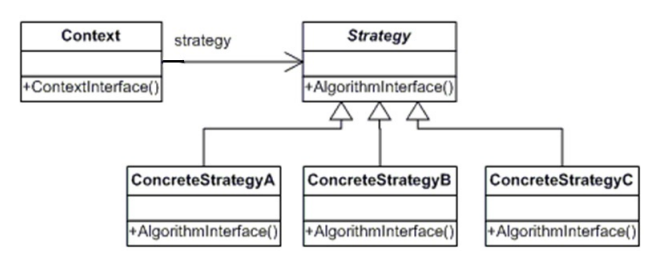 Context
strategy
Strategy
+ContextInterface()
+AlgorithmInterface()
ConcreteStrategyA
ConcreteStrategyB
ConcreteStrategyC
+AlgorithmInterface()
+AlgorithmInterface()
+AlgorithmInterface()